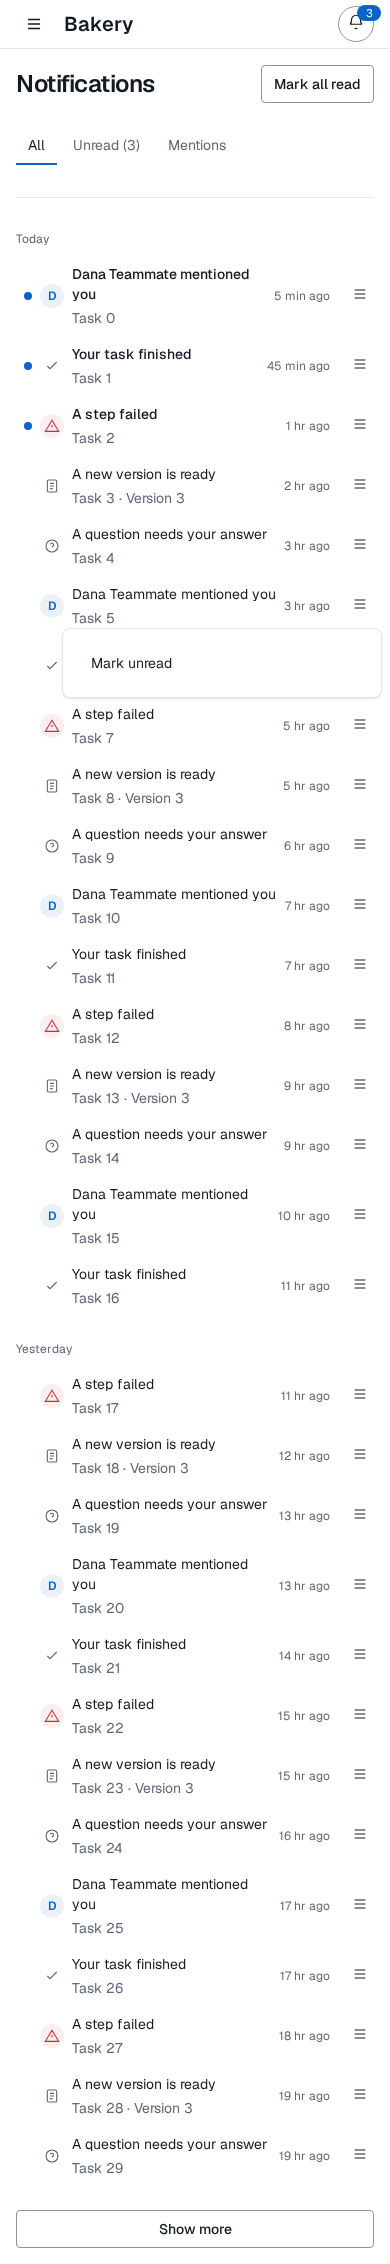 Bakery
3
Notifications
Mark all read
All
Unread (3)
Mentions
Today
D
Dana Teammate mentioned
you
5 min ago
Task 0
Your task finished
45 min ago
Task 1
A step failed
1 hr ago
Task 2
A new version is ready
2 hr ago
Task 3 · Version 3
A question needs your answer
3 hr ago
Task 4
D
Dana Teammate mentioned you
3 hr ago
Task 5
Mark unread
A step failed
5 hr ago
Task 7
A new version is ready
5 hr ago
Task 8 · Version 3
A question needs your answer
6 hr ago
Task 9
D
Dana Teammate mentioned you
7 hr ago
Task 10
Your task finished
7 hr ago
Task 11
A step failed
8 hr ago
Task 12
A new version is ready
9 hr ago
Task 13 · Version 3
A question needs your answer
9 hr ago
Task 14
D
Dana Teammate mentioned
you
10 hr ago
Task 15
Your task finished
11 hr ago
Task 16
Yesterday
A step failed
11 hr ago
Task 17
A new version is ready
12 hr ago
Task 18 · Version 3
A question needs your answer
13 hr ago
Task 19
D
Dana Teammate mentioned
you
13 hr ago
Task 20
Your task finished
14 hr ago
Task 21
A step failed
15 hr ago
Task 22
A new version is ready
15 hr ago
Task 23 · Version 3
A question needs your answer
16 hr ago
Task 24
D
Dana Teammate mentioned
you
17 hr ago
Task 25
Your task finished
17 hr ago
Task 26
A step failed
18 hr ago
Task 27
A new version is ready
19 hr ago
Task 28 · Version 3
A question needs your answer
19 hr ago
Task 29
Show more